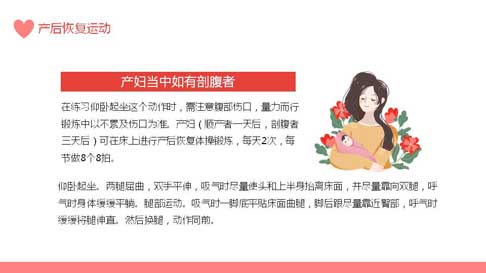 产后恢复运动
产妇当中如有剖腹者
在练习仰卧起坐这个动作时，需注意腹部伤口，量力而行
锻炼中以不累及伤口为准。产妇（顺产者一天后，剖腹者
三天后）可在床上进行产后恢复体操锻炼，每天2次，每
节做8个8拍。
仰卧起坐。两腿屈曲，双手平伸，吸气时尽量使头和上半身抬离床面，并尽量靠向双腿，呼
气时身体缓缓平躺。腿部运动。吸气时一脚底平贴床面曲腿，脚后跟尽量靠近臀部，呼气时
缓缓将腿伸直。然后换腿，动作同前。